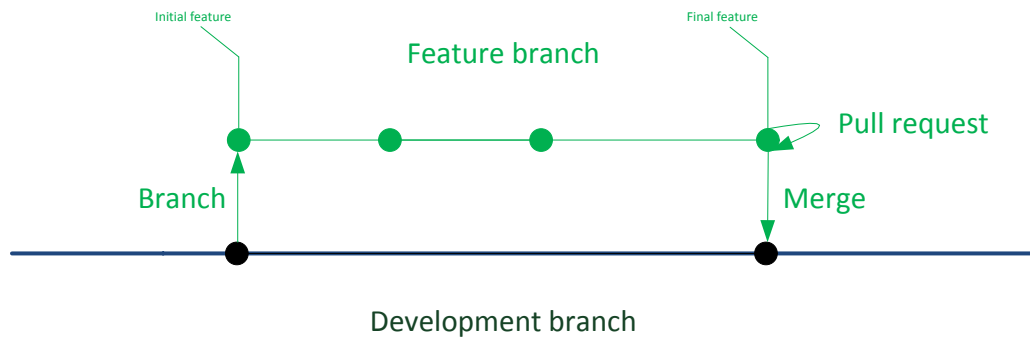 Initial feature
Final feature
Feature branch
Pull request
Branch
Merge
Development branch